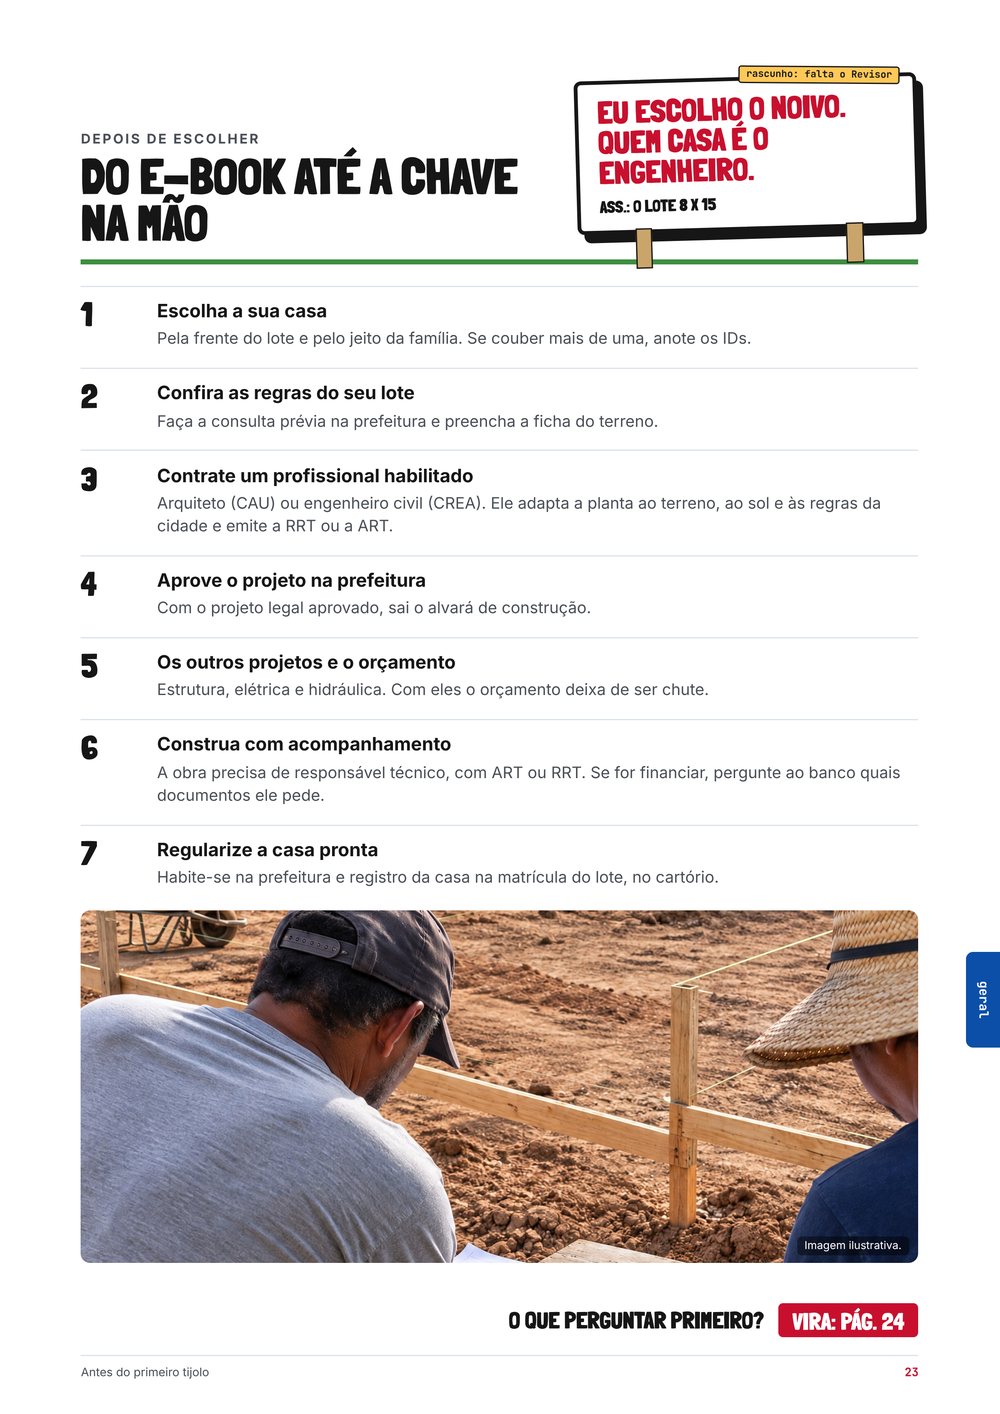 rascunho: falta o Revisor
EU ESCOLHO O NOIVO.
QUEM CASA É O
ENGENHEIRO.
ASS.: O LOTE 8 X 15
DEPOIS DE ESCOLHER
DO E-BOOK ATÉ A CHAVE
NA MÃO
1
Escolha a sua casa
Pela frente do lote e pelo jeito da família. Se couber mais de uma, anote os IDs.
2
Confira as regras do seu lote
Faça a consulta prévia na prefeitura e preencha a ficha do terreno.
3
Contrate um profissional habilitado
Arquiteto (CAU) ou engenheiro civil (CREA). Ele adapta a planta ao terreno, ao sol e às regras da
cidade e emite a RRT ou a ART.
4
Aprove o projeto na prefeitura
Com o projeto legal aprovado, sai o alvará de construção.
5
Os outros projetos e o orçamento
Estrutura, elétrica e hidráulica. Com eles o orçamento deixa de ser chute.
6
Construa com acompanhamento
A obra precisa de responsável técnico, com ART ou RRT. Se for financiar, pergunte ao banco quais
documentos ele pede.
7
Regularize a casa pronta
Habite-se na prefeitura e registro da casa na matrícula do lote, no cartório.
geral
Imagem ilustrativa.
O QUE PERGUNTAR PRIMEIRO?
VIRA: PÁG. 24
Antes do primeiro tijolo
23